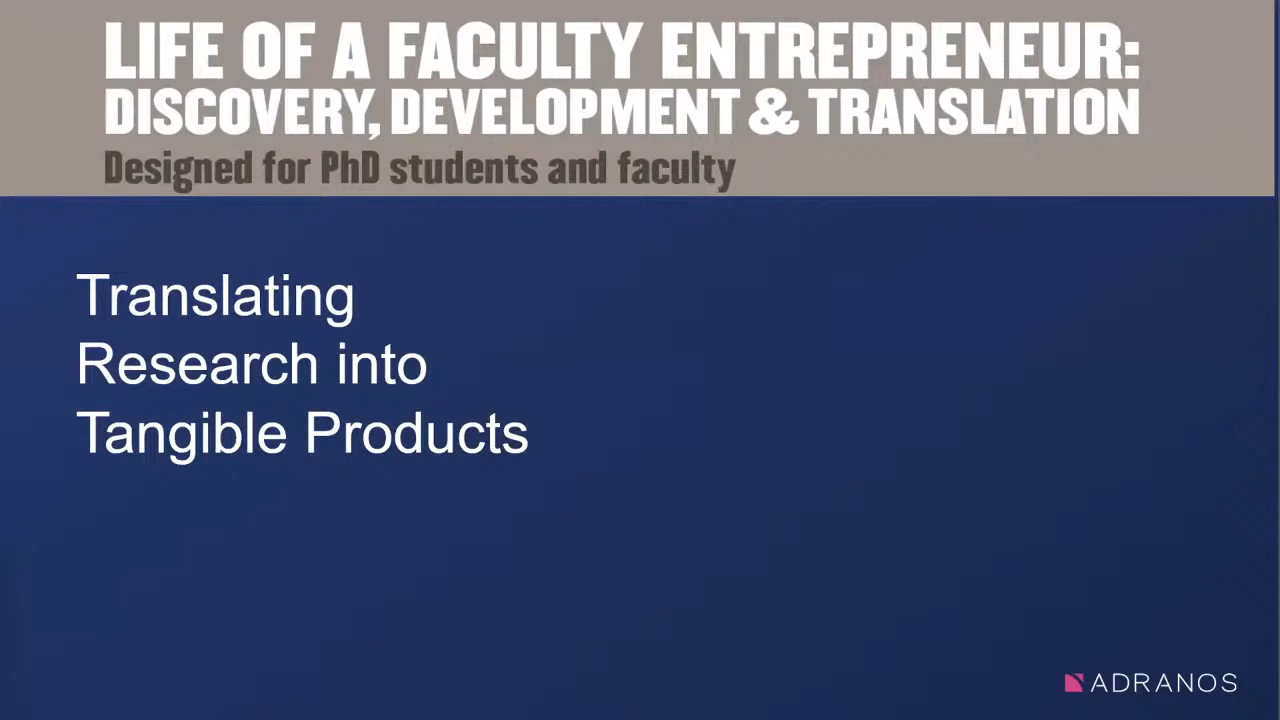 LIFE OF A FACULTY ENTREPRENEUR:
DISCOVERY, DEVELOPMENT & TRANSLATION
Designed for PhD students and faculty
Translating
Research into
Tangible Products
ADRANOS